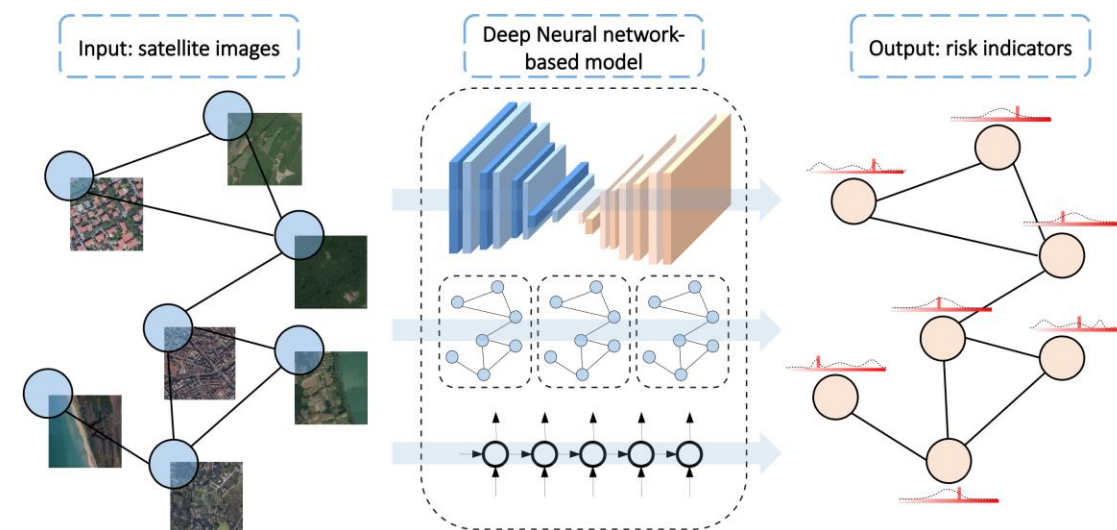 Input: satellite images
Deep Neural network-
based model
Output: risk indicators